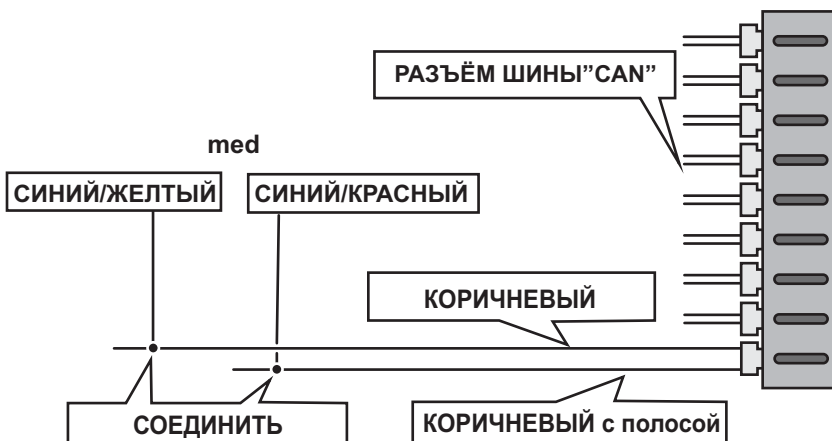 РАЗЪЁМ ШИНЫ”CAN”
med
СИНИЙ/ЖЕЛТЫЙ
СИНИЙ/КРАСНЫЙ
КОРИЧНЕВЫЙ
СОЕДИНИТЬ
КОРИЧНЕВЫЙ с полосой